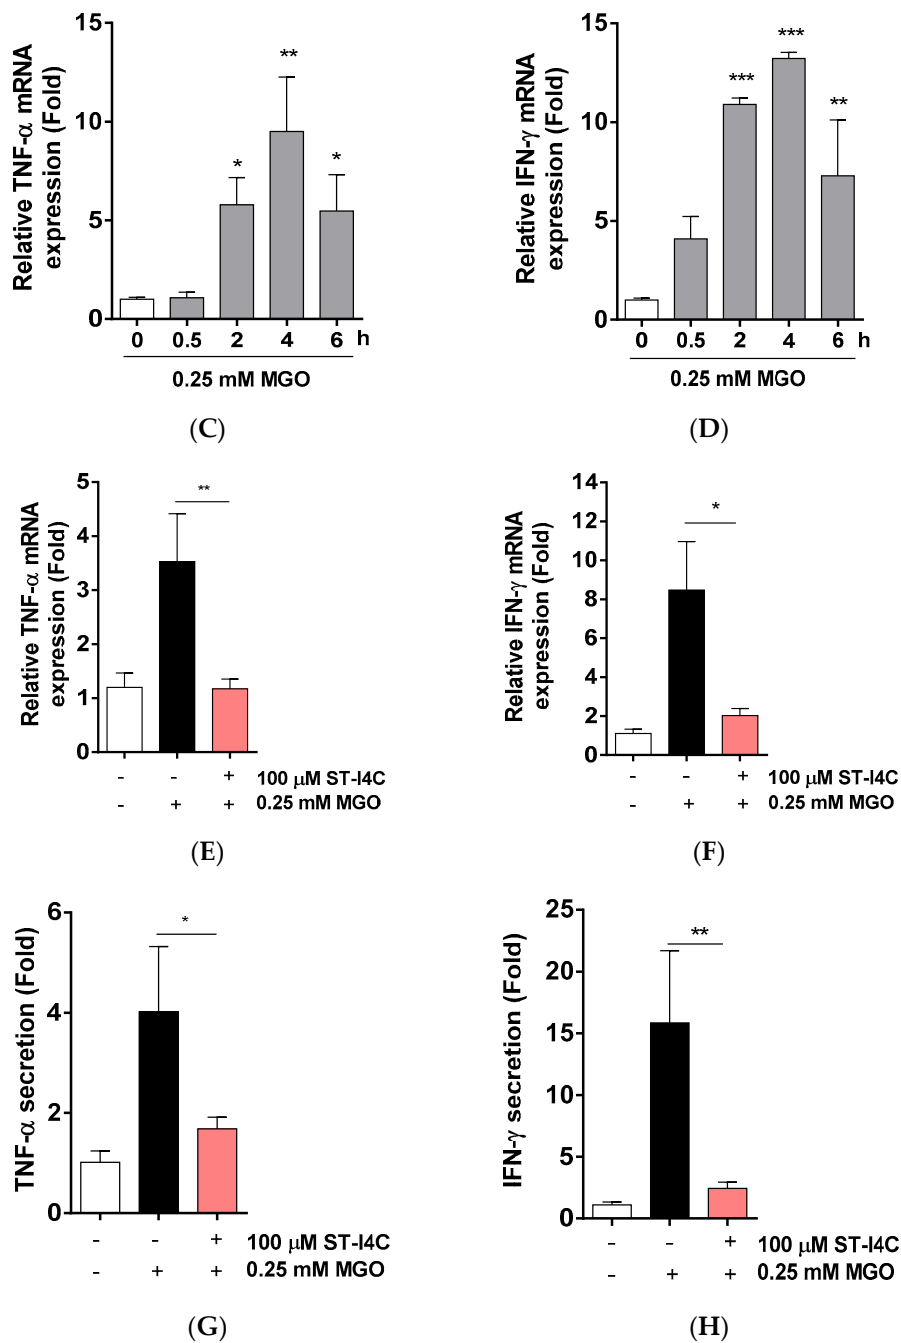 Relative TNF-α mRNA
expression (Fold)
15
10
5
0
*
**
*
0 0.5 2 4 6 h
0.25 mM MGO
(C)
Relative IFN-γ mRNA
expression (Fold)
15
10
5
0
***
***
**
0 0.5 2 4 6 h
0.25 mM MGO
(D)
Relative TNF-α mRNA
expression (Fold)
5
4
3
2
1
0
**
- - + 100 μM ST-I4C
- + + 0.25 mM MGO
(E)
Relative IFN-γ mRNA
expression (Fold)
14
12
10
8
6
4
2
0
*
- - + 100 μM ST-I4C
- + + 0.25 mM MGO
(F)
TNF-α secretion (Fold)
6
4
2
0
*
- - + 100 μM ST-I4C
- + + 0.25 mM MGO
(G)
IFN-γ secretion (Fold)
25
20
15
10
5
0
**
- - + 100 μM ST-I4C
- + + 0.25 mM MGO
(H)